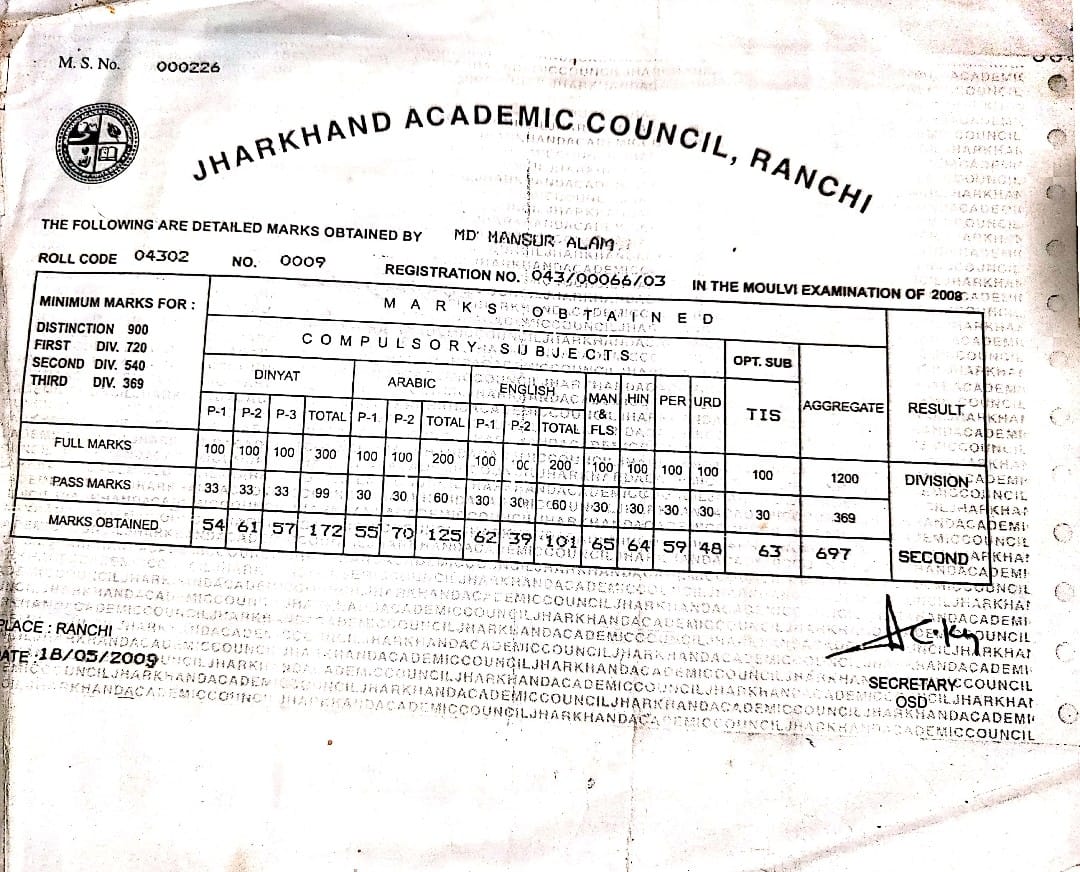 M. S. No. 000226
JHARKHAND ACADEMIC COUNCIL, RANCHI
THE FOLLOWING ARE DETAILED MARKS OBTAINED BY MD' MANSUR ALAM
ROLL CODE 04302 NO. 0009 REGISTRATION NO. 043/00066/03 IN THE MOULVI EXAMINATION OF 2008
MINIMUM MARKS FOR :
DISTINCTION 900
FIRST DIV. 720
SECOND DIV. 540
THIRD DIV. 369
MARKS OBTAINED
COMPULSORY SUBJECTS OPT. SUB
DINYAT ARABIC ENGLISH MAN & FLS HIN PER URD TIS AGGREGATE RESULT
P-1 P-2 P-3 TOTAL P-1 P-2 TOTAL P-1 P-2 TOTAL
FULL MARKS 100 100 100 300 100 100 200 100 00 200 100 100 100 100 100 1200 DIVISION
PASS MARKS 33 33 33 99 30 30 60 30 30 60 30 30 30 30 30 369
MARKS OBTAINED 54 61 57 172 55 70 125 62 39 101 65 64 59 48 63 697 SECOND
PLACE : RANCHI
DATE 18/05/2009
SECRETARY
OSD
JHARKHANDACADEMICCOUNCILJHARKHANDACADEMICCOUNCIL